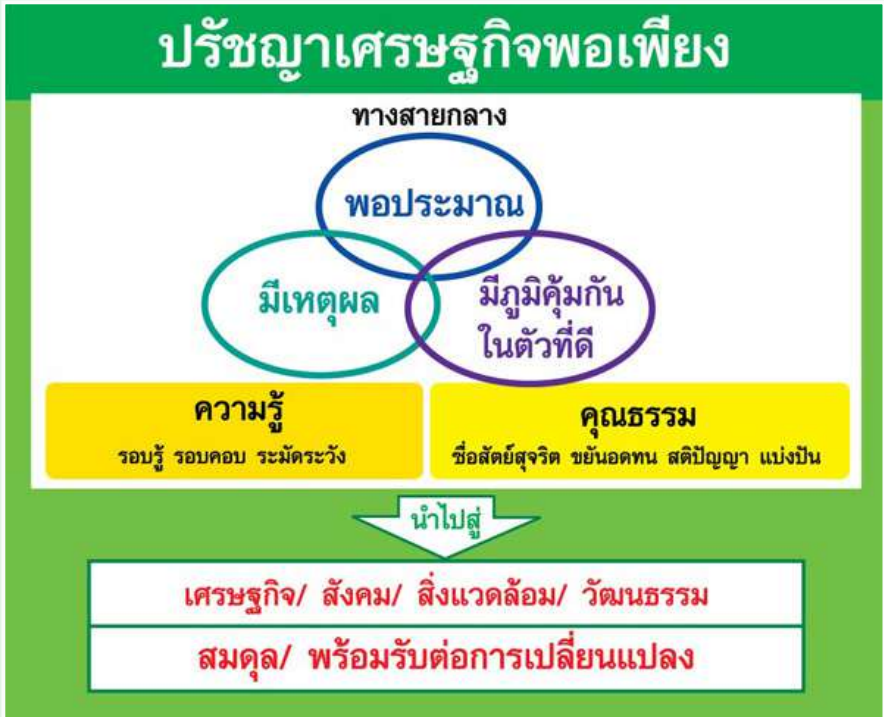 ปรัชญาเศรษฐกิจพอเพียง
ทางสายกลาง
พอประมาณ
มีเหตุผล
มีภูมิคุ้มกัน
ในตัวที่ดี
ความรู้
รอบรู้ รอบคอบ ระมัดระวัง
คุณธรรม
ซื่อสัตย์สุจริต ขยันอดทน สติปัญญา แบ่งปัน
นำไปสู่
เศรษฐกิจ/ สังคม/ สิ่งแวดล้อม/ วัฒนธรรม
สมดุล/ พร้อมรับต่อการเปลี่ยนแปลง